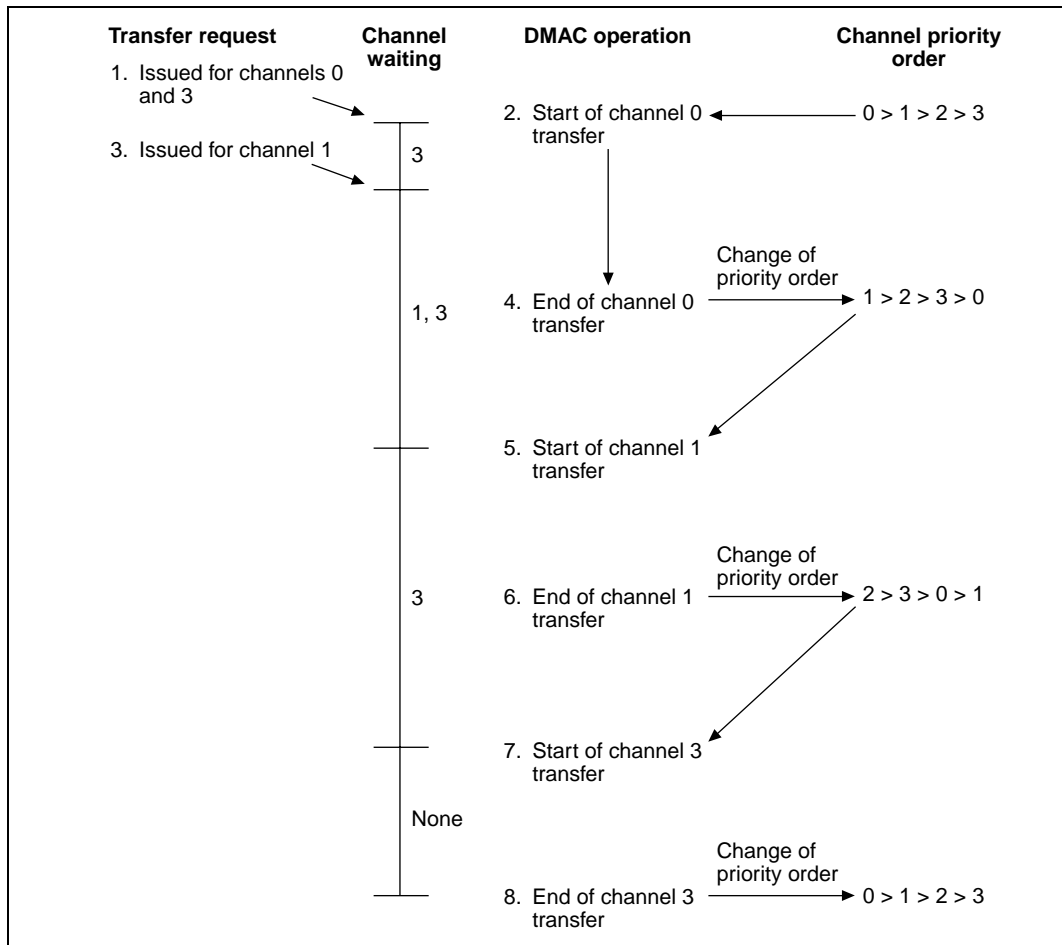 Transfer request
Channel
waiting
DMAC operation
Channel priority
order
1. Issued for channels 0
and 3
2. Start of channel 0
transfer
0 > 1 > 2 > 3
3. Issued for channel 1
3
1, 3
4. End of channel 0
transfer
Change of
priority order
1 > 2 > 3 > 0
5. Start of channel 1
transfer
3
6. End of channel 1
transfer
Change of
priority order
2 > 3 > 0 > 1
7. Start of channel 3
transfer
None
8. End of channel 3
transfer
Change of
priority order
0 > 1 > 2 > 3